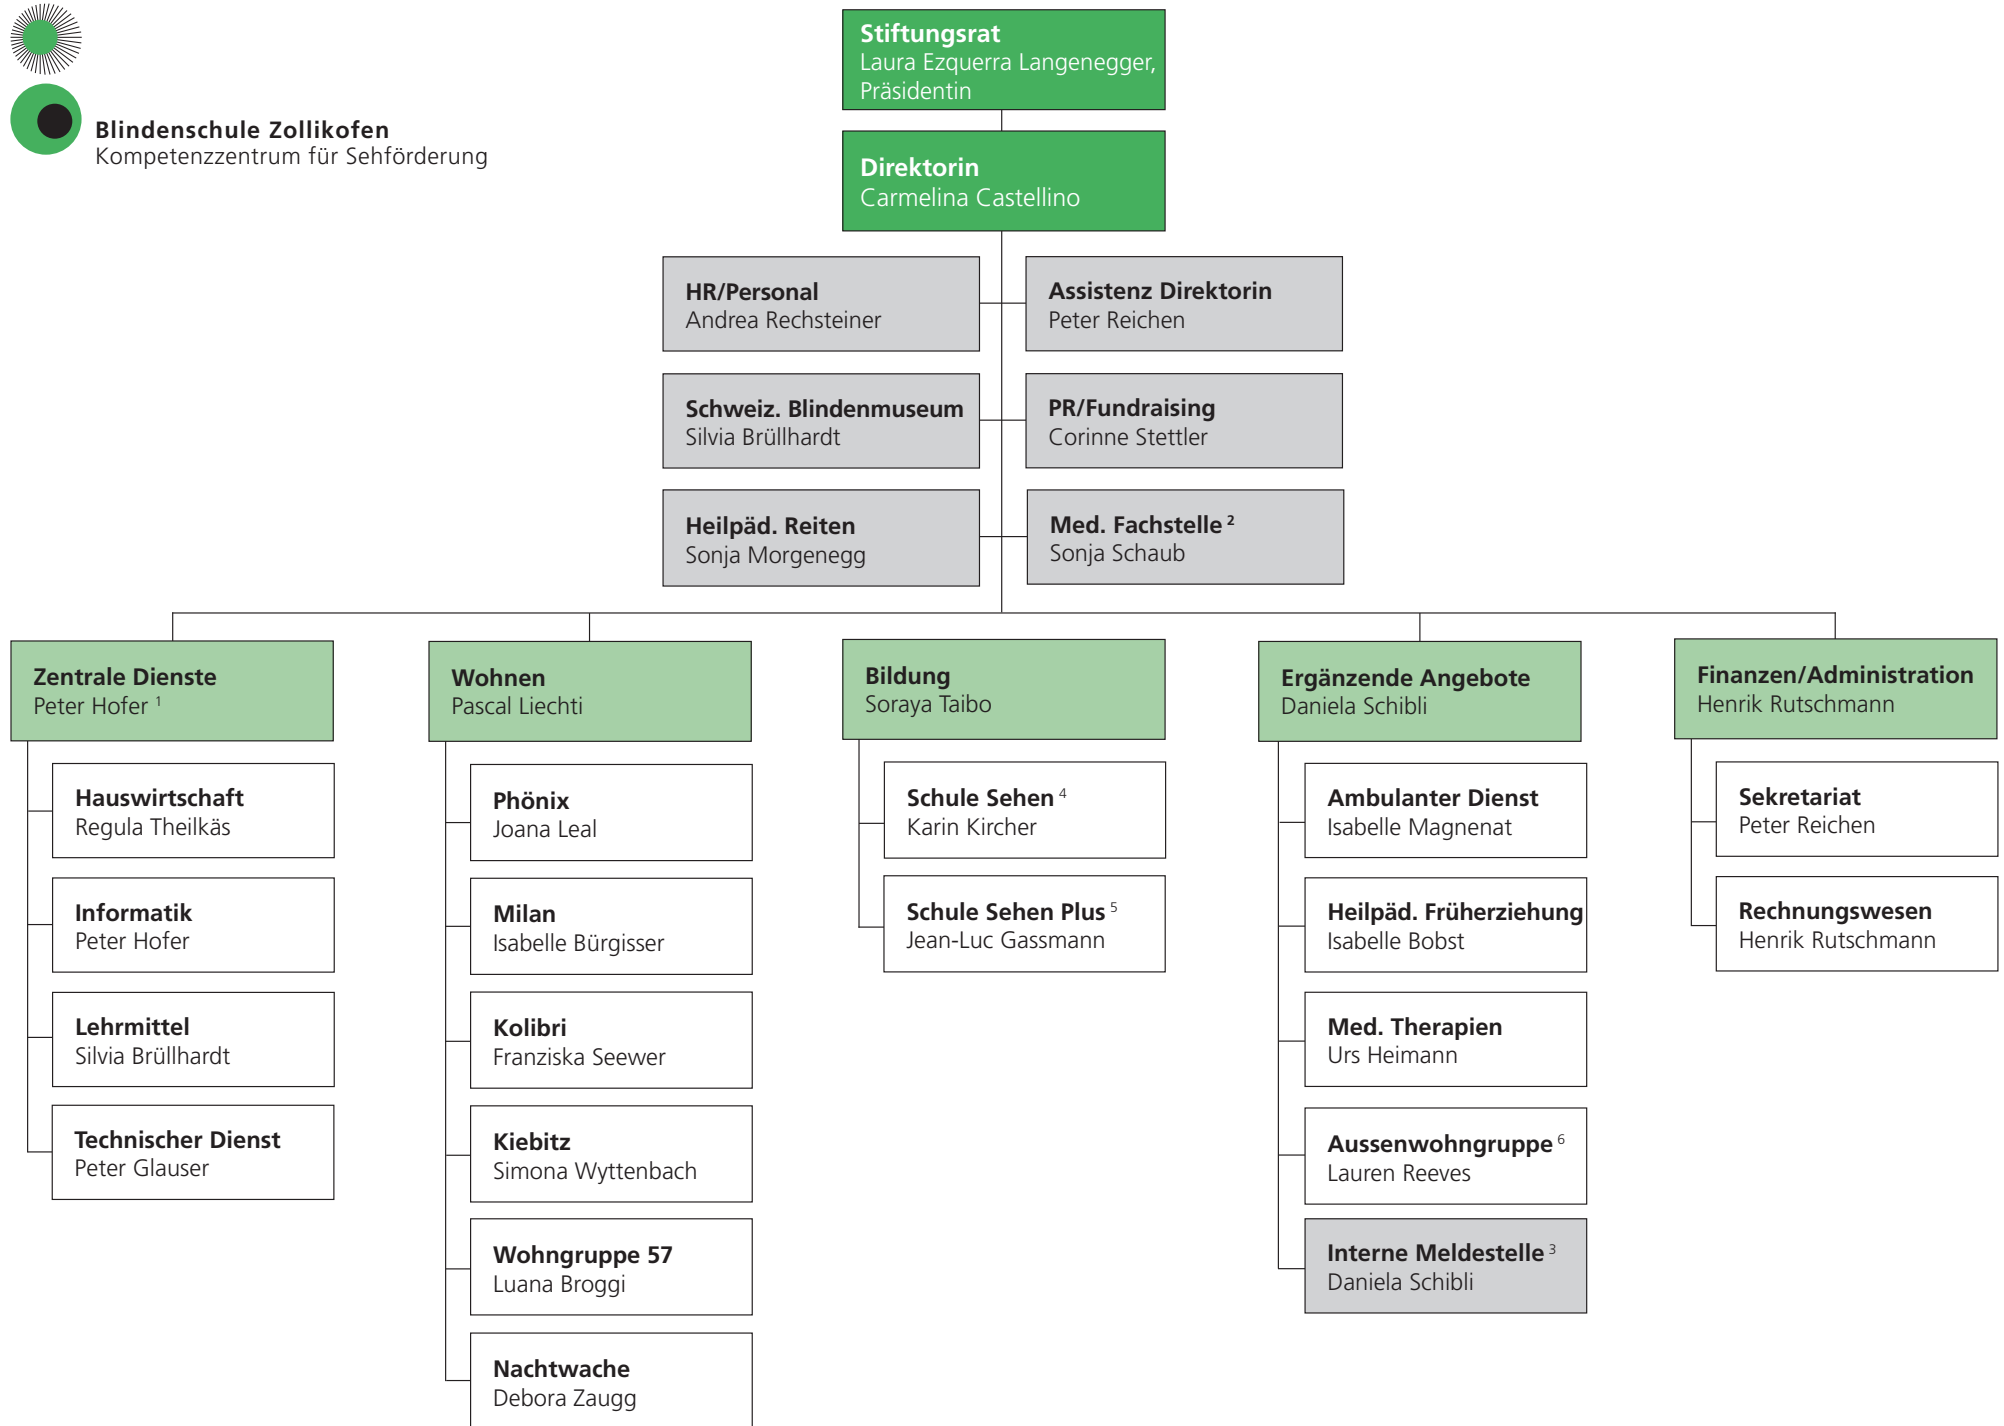 Blindenschule Zollikofen
Kompetenzzentrum für Sehförderung
Stiftungsrat
Laura Ezquerra Langenegger,
Präsidentin
Direktorin
Carmelina Castellino
HR/Personal
Andrea Rechsteiner
Assistenz Direktorin
Peter Reichen
Schweiz. Blindenmuseum
Silvia Brüllhardt
PR/Fundraising
Corinne Stettler
Heilpäd. Reiten
Sonja Morgenegg
Med. Fachstelle ²
Sonja Schaub
Zentrale Dienste
Peter Hofer ¹
Hauswirtschaft
Regula Theilkäs
Informatik
Peter Hofer
Lehrmittel
Silvia Brüllhardt
Technischer Dienst
Peter Glauser
Wohnen
Pascal Liechti
Phönix
Joana Leal
Milan
Isabelle Bürgisser
Kolibri
Franziska Seewer
Kiebitz
Simona Wyttenbach
Wohngruppe 57
Luana Broggi
Nachtwache
Debora Zaugg
Bildung
Soraya Taibo
Schule Sehen ⁴
Karin Kircher
Schule Sehen Plus ⁵
Jean-Luc Gassmann
Ergänzende Angebote
Daniela Schibli
Ambulanter Dienst
Isabelle Magnenat
Heilpäd. Früherziehung
Isabelle Bobst
Med. Therapien
Urs Heimann
Aussenwohngruppe ⁶
Lauren Reeves
Interne Meldestelle ³
Daniela Schibli
Finanzen/Administration
Henrik Rutschmann
Sekretariat
Peter Reichen
Rechnungswesen
Henrik Rutschmann